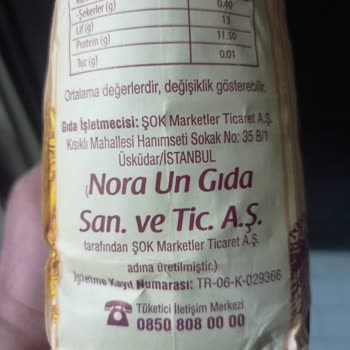 -Şekerler (g) 0.40
Lif (g) 13
Protein (g) 11.50
Tuz (g) 0.01
Ortalama değerlerdir, değişiklik gösterebilir.
Gıda İşletmecisi: ŞOK Marketler Ticaret A.Ş.
Kısıklı Mahallesi Hanımseti Sokak No: 35 B/1
Üsküdar/İSTANBUL
(Nora Un Gıda
San. ve Tic. A.Ş.
tarafından ŞOK Marketler Ticaret A.Ş.
adına üretilmiştir.)
İşletme Kayıt Numarası: TR-06-K-029366
Tüketici İletişim Merkezi
0850 808 00 00